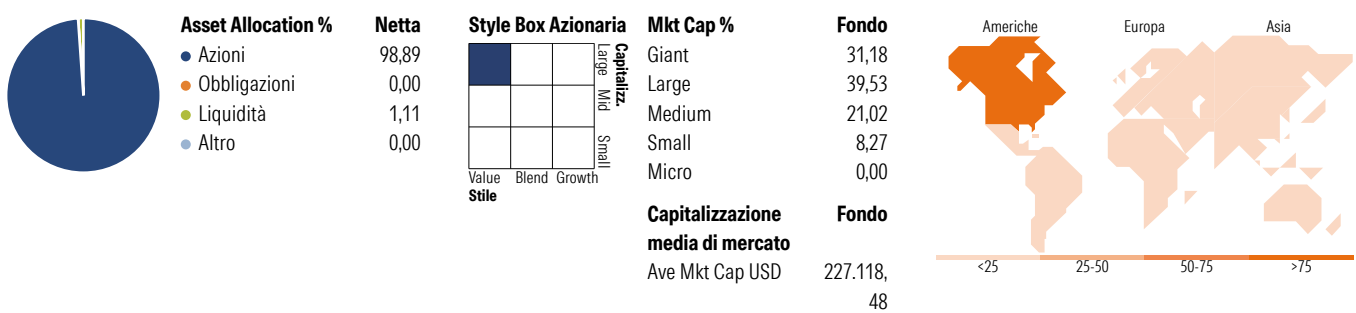 Asset Allocation % Netta
Azioni 98,89
Obbligazioni 0,00
Liquidità 1,11
Altro 0,00
Style Box Azionaria
Large Mid Small
Capitalizz.
Value Blend Growth
Stile
Mkt Cap % Fondo
Giant 31,18
Large 39,53
Medium 21,02
Small 8,27
Micro 0,00
Capitalizzazione Fondo
media di mercato
Ave Mkt Cap USD 227.118,
48
Americhe Europa Asia
<25 25-50 50-75 >75